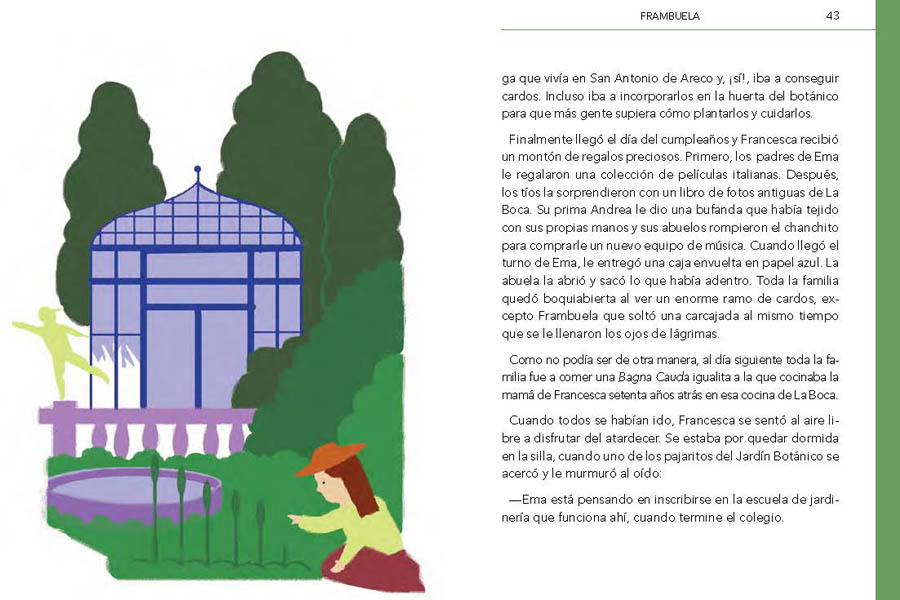 FRAMBUELA 43
ga que vivía en San Antonio de Areco y, ¡sí!, iba a conseguir
cardos. Incluso iba a incorporarlos en la huerta del botánico
para que más gente supiera cómo plantarlos y cuidarlos.
Finalmente llegó el día del cumpleaños y Francesca recibió
un montón de regalos preciosos. Primero, los padres de Ema
le regalaron una colección de películas italianas. Después,
los tíos la sorprendieron con un libro de fotos antiguas de La
Boca. Su prima Andrea le dio una bufanda que había tejido
con sus propias manos y sus abuelos rompieron el chanchito
para comprarle un nuevo equipo de música. Cuando llegó el
turno de Ema, le entregó una caja envuelta en papel azul. La
abuela la abrió y sacó lo que había adentro. Toda la familia
quedó boquiabierta al ver un enorme ramo de cardos, ex-
cepto Frambuela que soltó una carcajada al mismo tiempo
que se le llenaron los ojos de lágrimas.
Como no podía ser de otra manera, al día siguiente toda la fa-
milia fue a comer una Bagna Cauda igualita a la que cocinaba la
mamá de Francesca setenta años atrás en esa cocina de La Boca.
Cuando todos se habían ido, Francesca se sentó al aire li-
bre a disfrutar del atardecer. Se estaba por quedar dormida
en la silla, cuando uno de los pajaritos del Jardín Botánico se
acercó y le murmuró al oído:
—Ema está pensando en inscribirse en la escuela de jardi-
nería que funciona ahí, cuando termine el colegio.